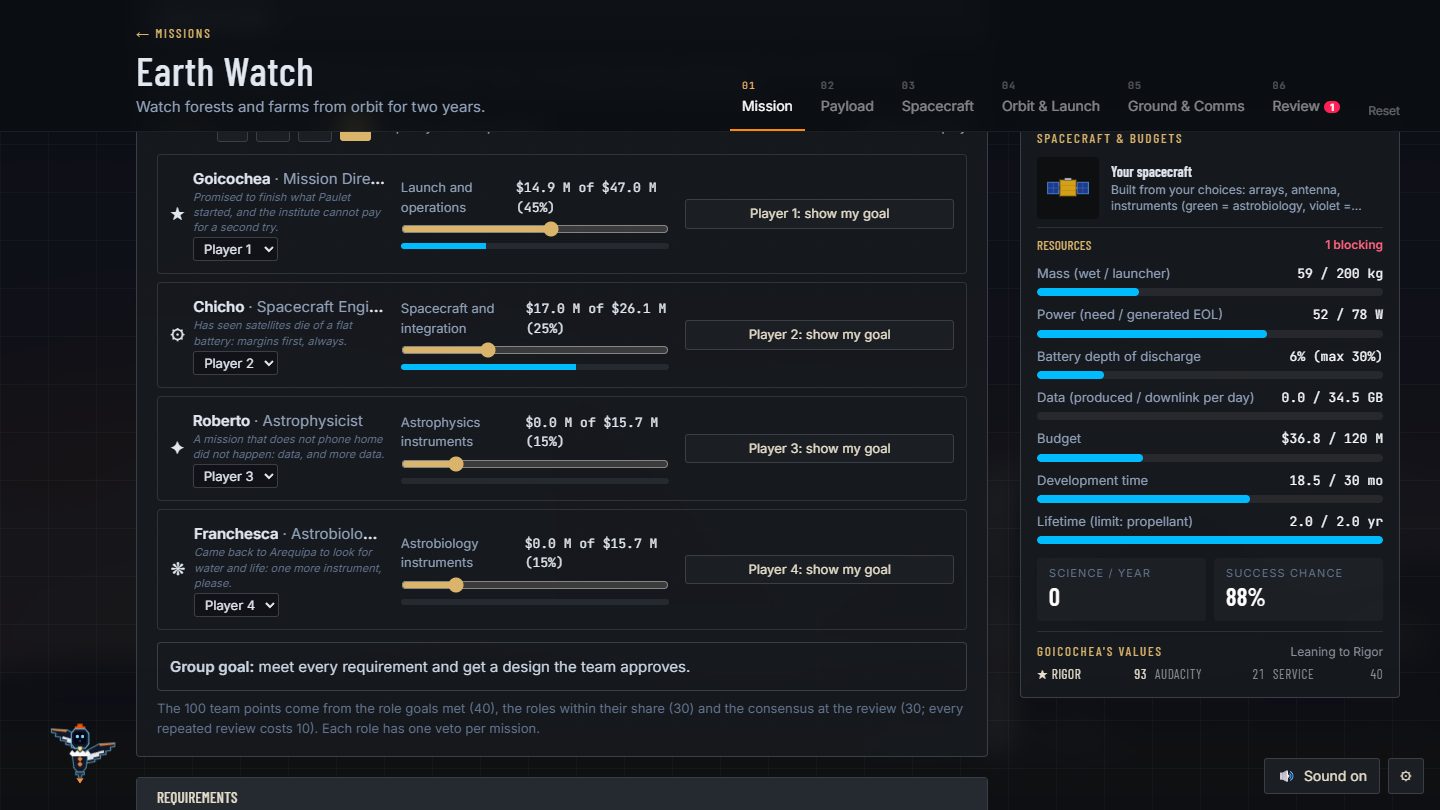 ← MISSIONS
Earth Watch
Watch forests and farms from orbit for two years.
01
Mission
02
Payload
03
Spacecraft
04
Orbit & Launch
05
Ground & Comms
06
Review 1
Reset
Goicochea · Mission Dire...
Promised to finish what Paulet
started, and the institute cannot pay
for a second try.
Player 1
Launch and
operations
$14.9 M of $47.0 M
(45%)
Player 1: show my goal
Chicho · Spacecraft Engi...
Has seen satellites die of a flat
battery: margins first, always.
Player 2
Spacecraft and
integration
$17.0 M of $26.1 M
(25%)
Player 2: show my goal
Roberto · Astrophysicist
A mission that does not phone home
did not happen: data, and more data.
Player 3
Astrophysics
instruments
$0.0 M of $15.7 M
(15%)
Player 3: show my goal
Franchesca · Astrobiolo...
Came back to Arequipa to look for
water and life: one more instrument,
please.
Player 4
Astrobiology
instruments
$0.0 M of $15.7 M
(15%)
Player 4: show my goal
Group goal: meet every requirement and get a design the team approves.
The 100 team points come from the role goals met (40), the roles within their share (30) and the consensus at the review (30; every
repeated review costs 10). Each role has one veto per mission.
REQUIREMENTS
SPACECRAFT & BUDGETS
Your spacecraft
Built from your choices: arrays, antenna,
instruments (green = astrobiology, violet =...
RESOURCES
1 blocking
Mass (wet / launcher) 59 / 200 kg
Power (need / generated EOL) 52 / 78 W
Battery depth of discharge 6% (max 30%)
Data (produced / downlink per day) 0.0 / 34.5 GB
Budget $36.8 / 120 M
Development time 18.5 / 30 mo
Lifetime (limit: propellant) 2.0 / 2.0 yr
SCIENCE / YEAR
0
SUCCESS CHANCE
88%
GOICOCHEA'S VALUES
Leaning to Rigor
★ RIGOR 93 AUDACITY 21 SERVICE 40
Sound on